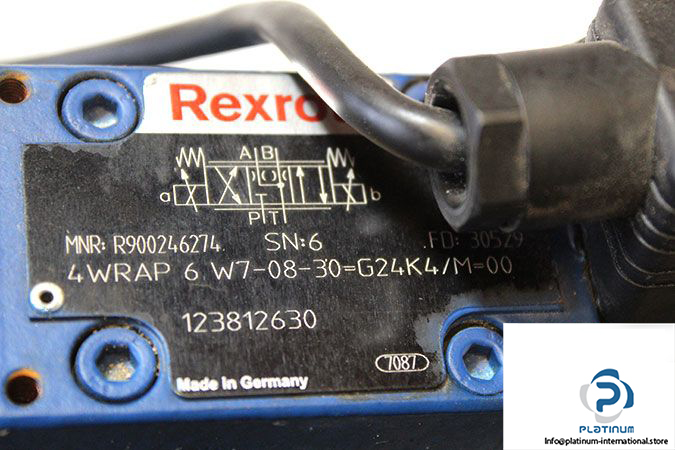 Rexro
A B
a b
T
P T
MNR: R900246274 SN:6 FD: 30529
4WRAP 6 W7-08-30=G24K4/M=00
123812630
7087
Made in Germany
PLATINUM
Info@platinum-international.store